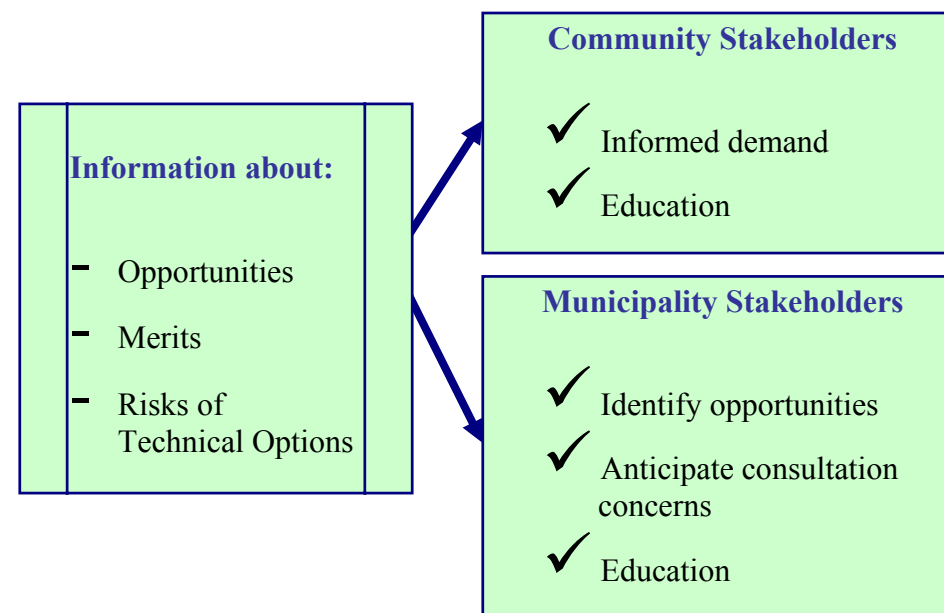 Information about:
- Opportunities
- Merits
- Risks of
Technical Options
Community Stakeholders
✓ Informed demand
✓ Education
Municipality Stakeholders
✓ Identify opportunities
✓ Anticipate consultation
concerns
✓ Education